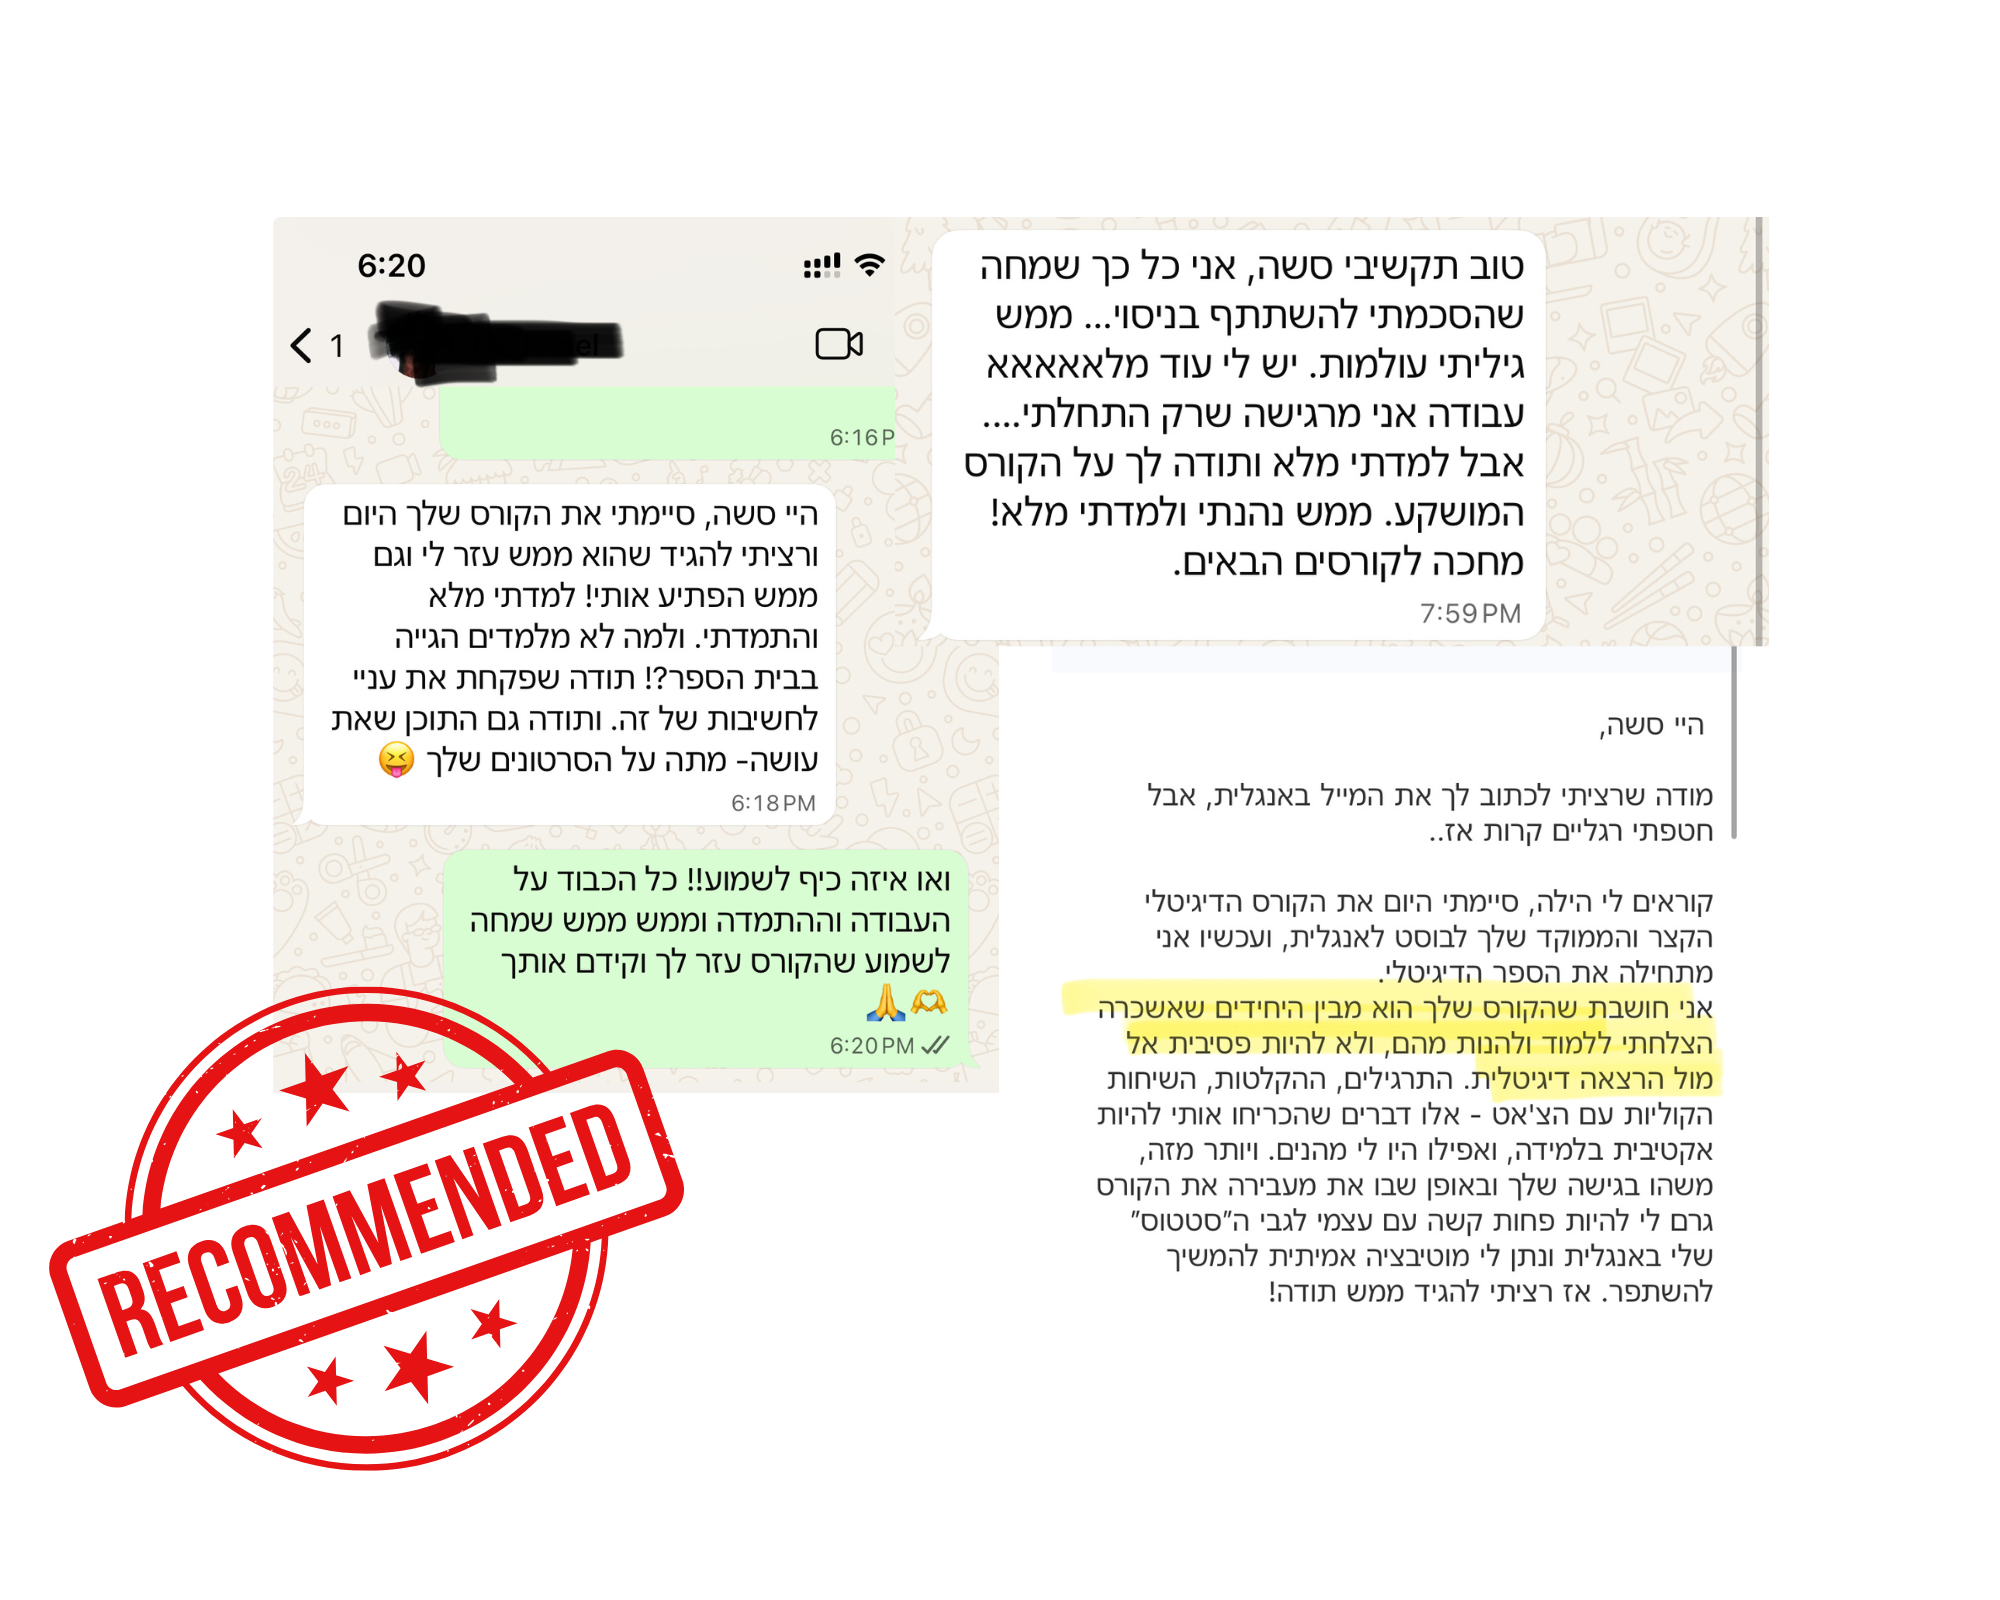 6:20
1
6:16P
היי סשה, סיימתי את הקורס שלך היום
ורציתי להגיד שהוא ממש עזר לי וגם
ממש הפתיע אותי! למדתי מלא
והתמדתי. ולמה לא מלמדים הגייה
בבית הספר?! תודה שפקחת את עניי
לחשיבות של זה. ותודה גם התוכן שאת
עושה- מתה על הסרטונים שלך 😝
6:18 PM
ואו איזה כיף לשמוע!! כל הכבוד על
העבודה וההתמדה וממש ממש שמחה
לשמוע שהקורס עזר לך וקידם אותך
🫶🙏
6:20 PM
טוב תקשיבי סשה, אני כל כך שמחה
שהסכמתי להשתתף בניסוי... ממש
גיליתי עולמות. יש לי עוד מלאאאאא
עבודה אני מרגישה שרק התחלתי....
אבל למדתי מלא ותודה לך על הקורס
המושקע. ממש נהנתי ולמדתי מלא!
מחכה לקורסים הבאים.
7:59 PM
היי סשה,
מודה שרציתי לכתוב לך את המייל באנגלית, אבל
חטפתי רגליים קרות אז..
קוראים לי הילה, סיימתי היום את הקורס הדיגיטלי
הקצר והממוקד שלך לבוסט לאנגלית, ועכשיו אני
מתחילה את הספר הדיגיטלי.
אני חושבת שהקורס שלך הוא מבין היחידים שאשכרה
הצלחתי ללמוד ולהנות מהם, ולא להיות פסיבית אל
מול הרצאה דיגיטלית. התרגילים, ההקלטות, השיחות
הקוליות עם הצ'אט - אלו דברים שהכריחו אותי להיות
אקטיבית בלמידה, ואפילו היו לי מהנים. ויותר מזה,
משהו בגישה שלך ובאופן שבו את מעבירה את הקורס
גרם לי להיות פחות קשה עם עצמי לגבי ה״סטטוס״
שלי באנגלית ונתן לי מוטיבציה אמיתית להמשיך
להשתפר. אז רציתי להגיד ממש תודה!
RECOMMENDED